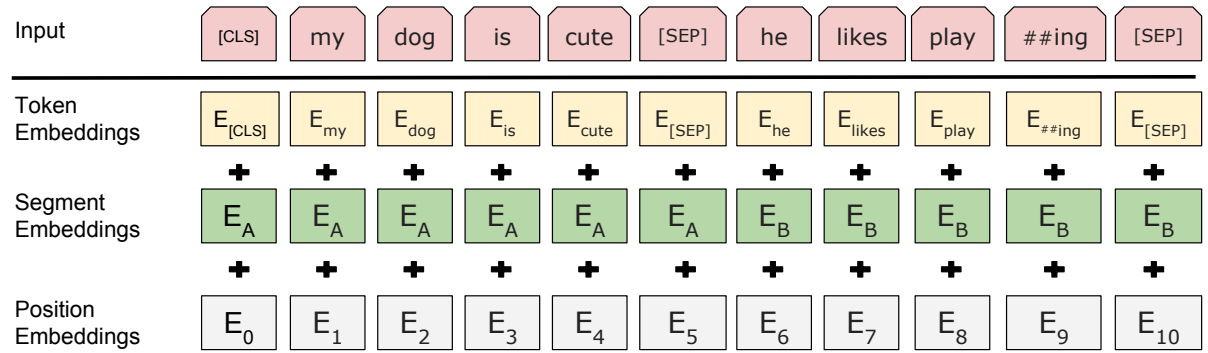 Input [CLS] my dog is cute [SEP] he likes play ##ing [SEP]
Token Embeddings E[CLS] Emy Edog Eis Ecute E[SEP] Ehe Elikes Eplay E##ing E[SEP]
+ + + + + + + + + + +
Segment Embeddings EA EA EA EA EA EA EB EB EB EB EB
+ + + + + + + + + + +
Position Embeddings E0 E1 E2 E3 E4 E5 E6 E7 E8 E9 E10